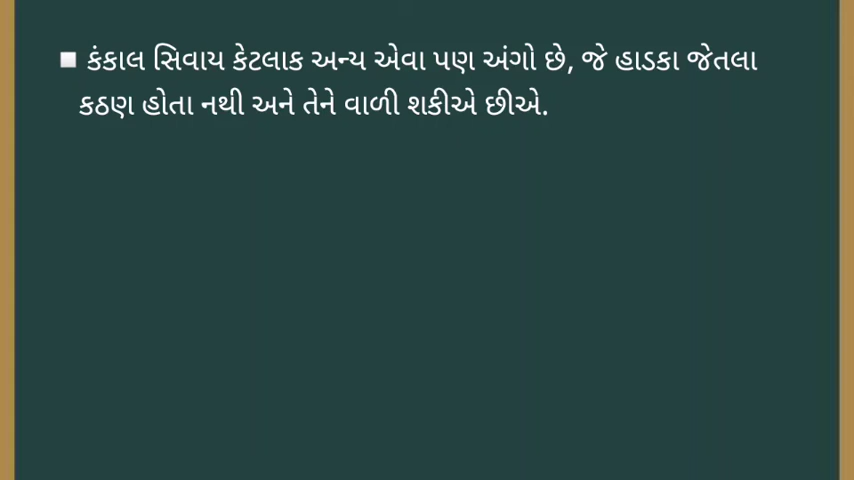 કંકાલ સિવાય કેટલાક અન્ય એવા પણ અંગો છે, જે હાડકા જેતલા
કઠણ હોતા નથી અને તેને વાળી શકીએ છીએ.